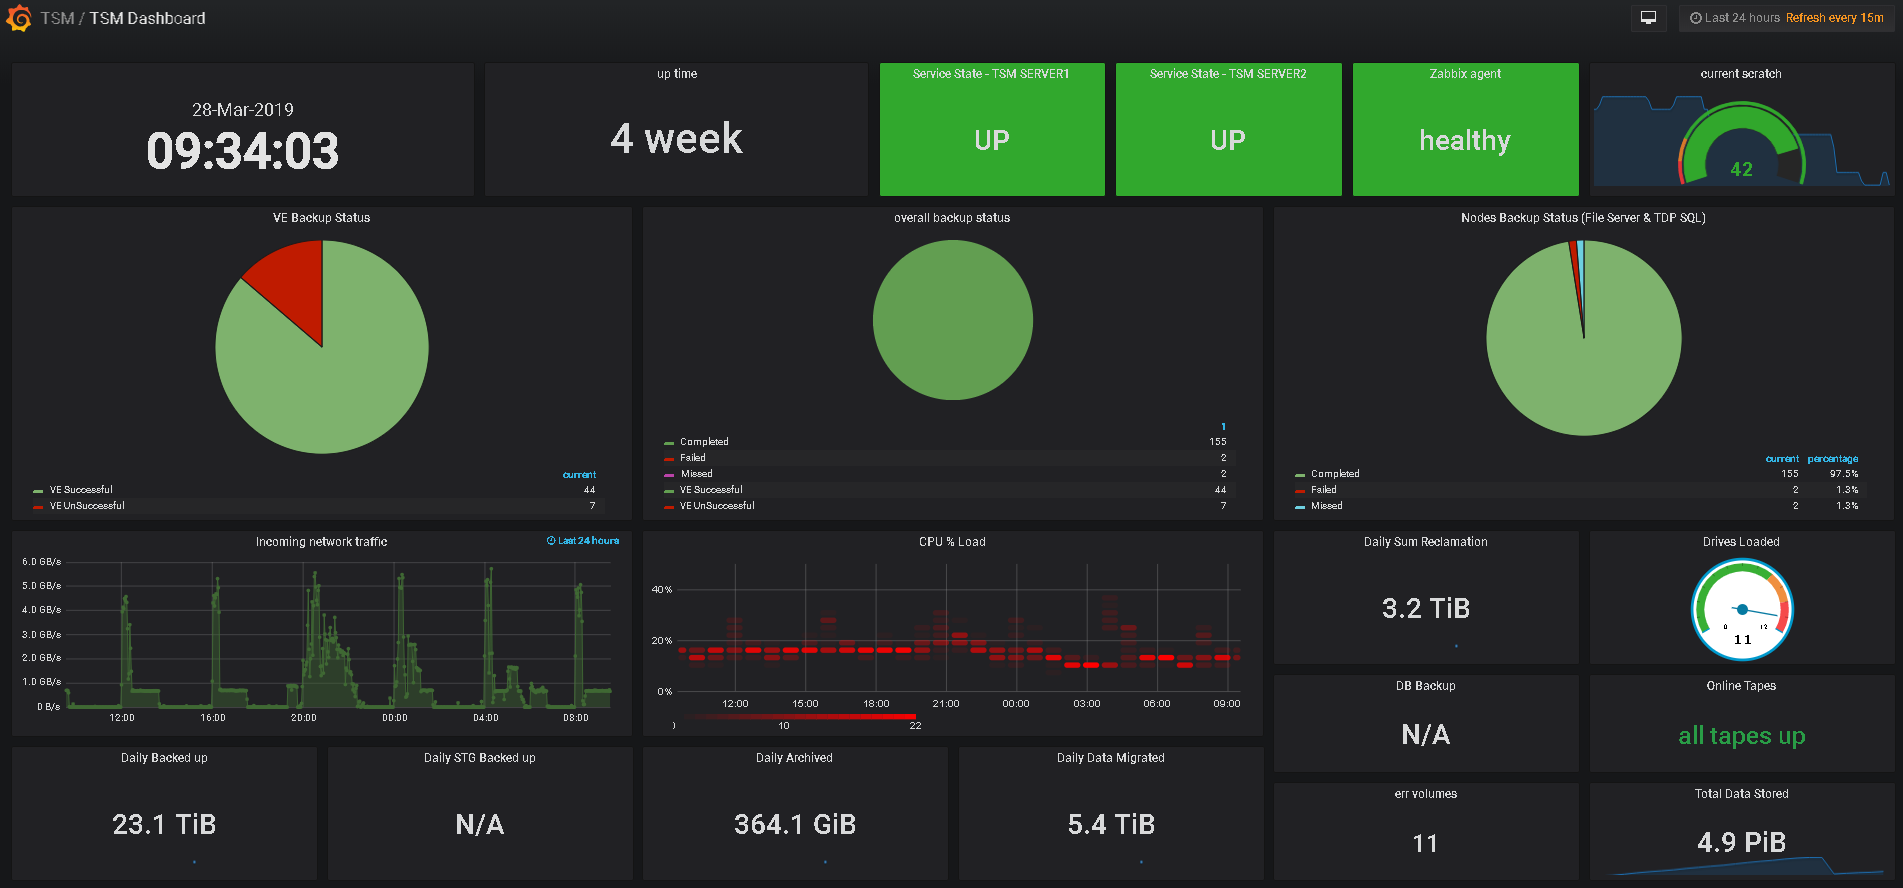 TSM / TSM Dashboard
Last 24 hours Refresh every 15m
28-Mar-2019
09:34:03
up time
4 week
Service State - TSM SERVER1
UP
Service State - TSM SERVER2
UP
Zabbix agent
healthy
current scratch
42
VE Backup Status
current
VE Successful 44
VE UnSuccessful 7
overall backup status
1
Completed 155
Failed 2
Missed 2
VE Successful 44
VE UnSuccessful 7
Nodes Backup Status (File Server & TDP SQL)
current percentage
Completed 155 97.5%
Failed 2 1.3%
Missed 2 1.3%
Incoming network traffic
Last 24 hours
6.0 GB/s
5.0 GB/s
4.0 GB/s
3.0 GB/s
2.0 GB/s
1.0 GB/s
0 B/s
12:00 16:00 20:00 00:00 04:00 08:00
CPU % Load
40%
20%
0%
12:00 15:00 18:00 21:00 00:00 03:00 06:00 09:00
10 22
Daily Sum Reclamation
3.2 TiB
Drives Loaded
0 12
11
DB Backup
N/A
Online Tapes
all tapes up
Daily Backed up
23.1 TiB
Daily STG Backed up
N/A
Daily Archived
364.1 GiB
Daily Data Migrated
5.4 TiB
err volumes
11
Total Data Stored
4.9 PiB